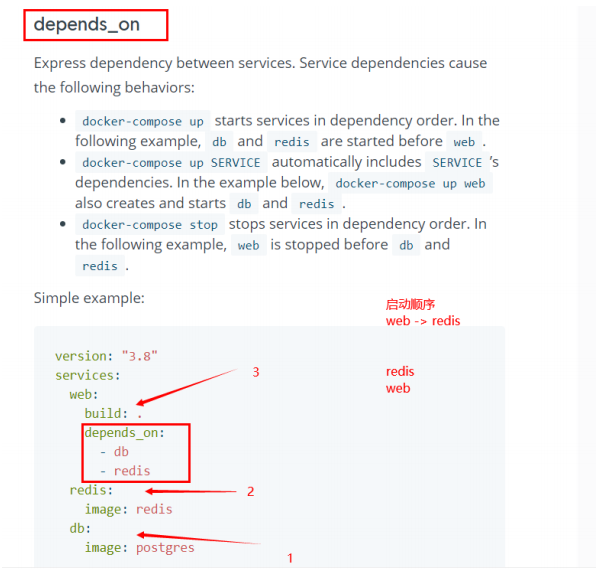 depends_on
Express dependency between services. Service dependencies cause
the following behaviors:
• docker-compose up starts services in dependency order. In the
following example, db and redis are started before web .
• docker-compose up SERVICE automatically includes SERVICE 's
dependencies. In the example below, docker-compose up web
also creates and starts db and redis .
• docker-compose stop stops services in dependency order. In
the following example, web is stopped before db and
redis .
Simple example:
启动顺序
web -> redis
redis
web
version: "3.8"
services:
web:
build: .
depends_on:
- db
- redis
redis:
image: redis
db:
image: postgres
3
2
1